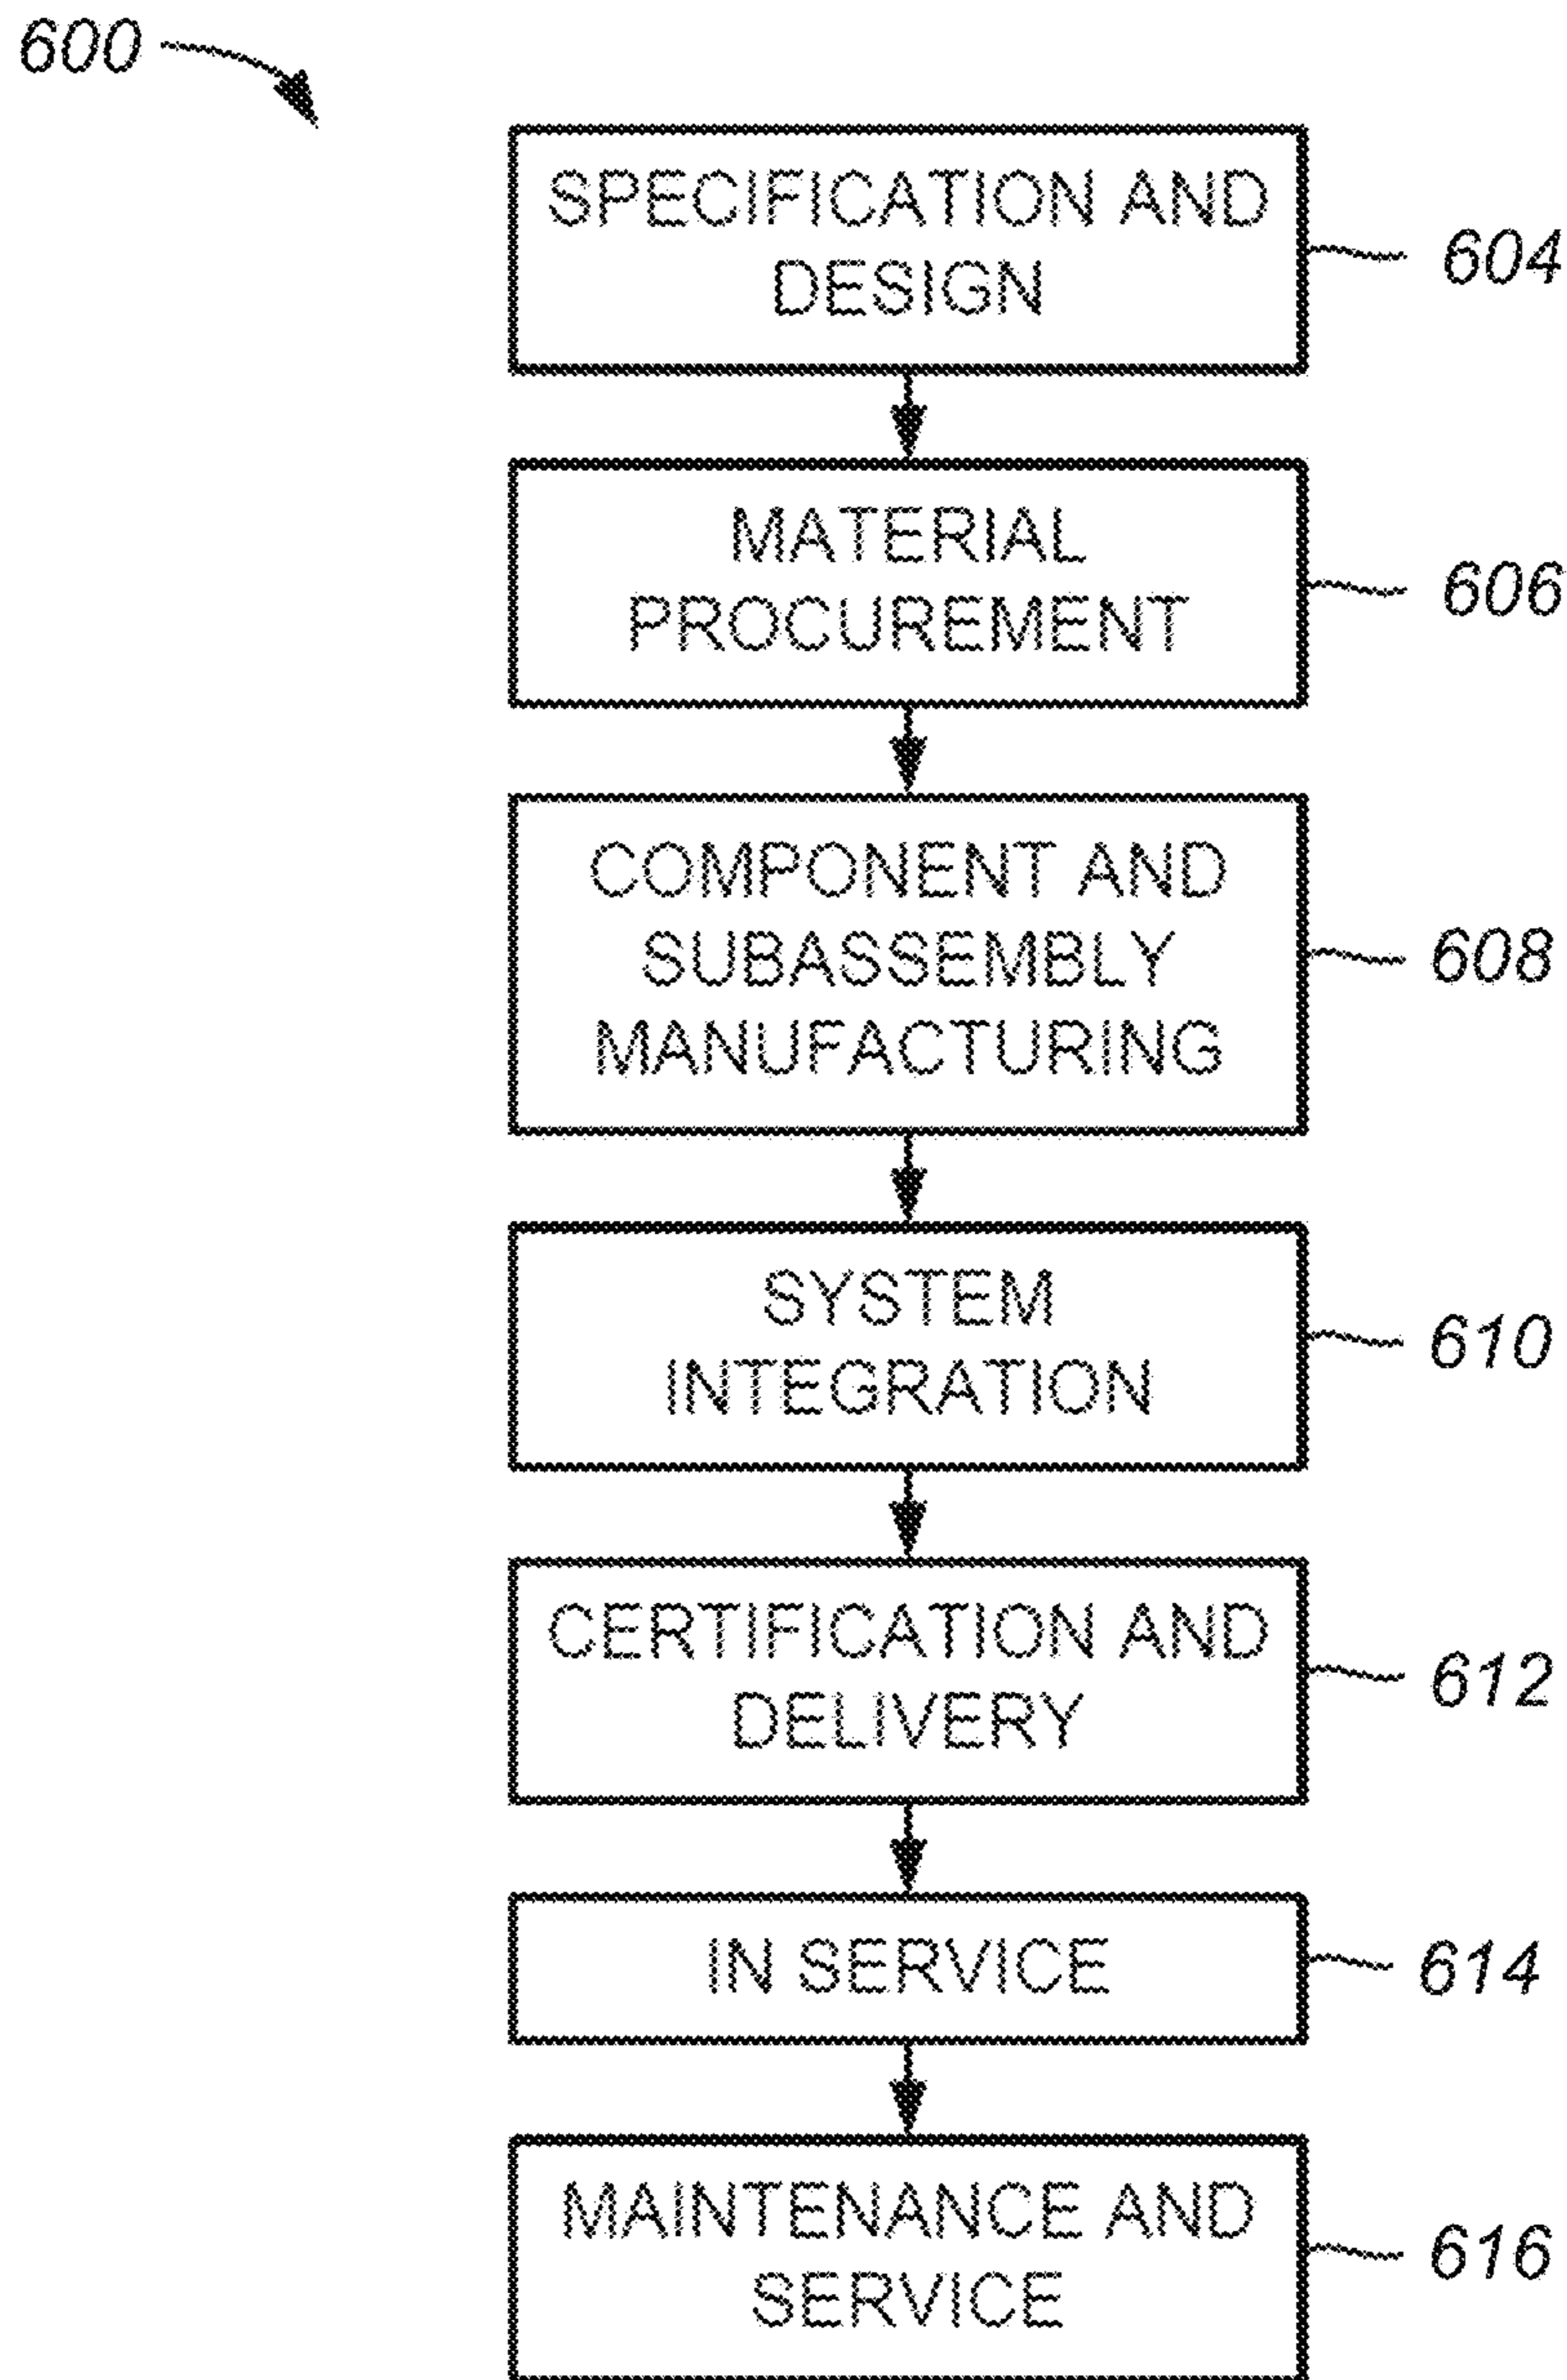 600
SPECIFICATION AND
DESIGN
604
MATERIAL
PROCUREMENT
606
COMPONENT AND
SUBASSEMBLY
MANUFACTURING
608
SYSTEM
INTEGRATION
610
CERTIFICATION AND
DELIVERY
612
IN SERVICE
614
MAINTENANCE AND
SERVICE
616